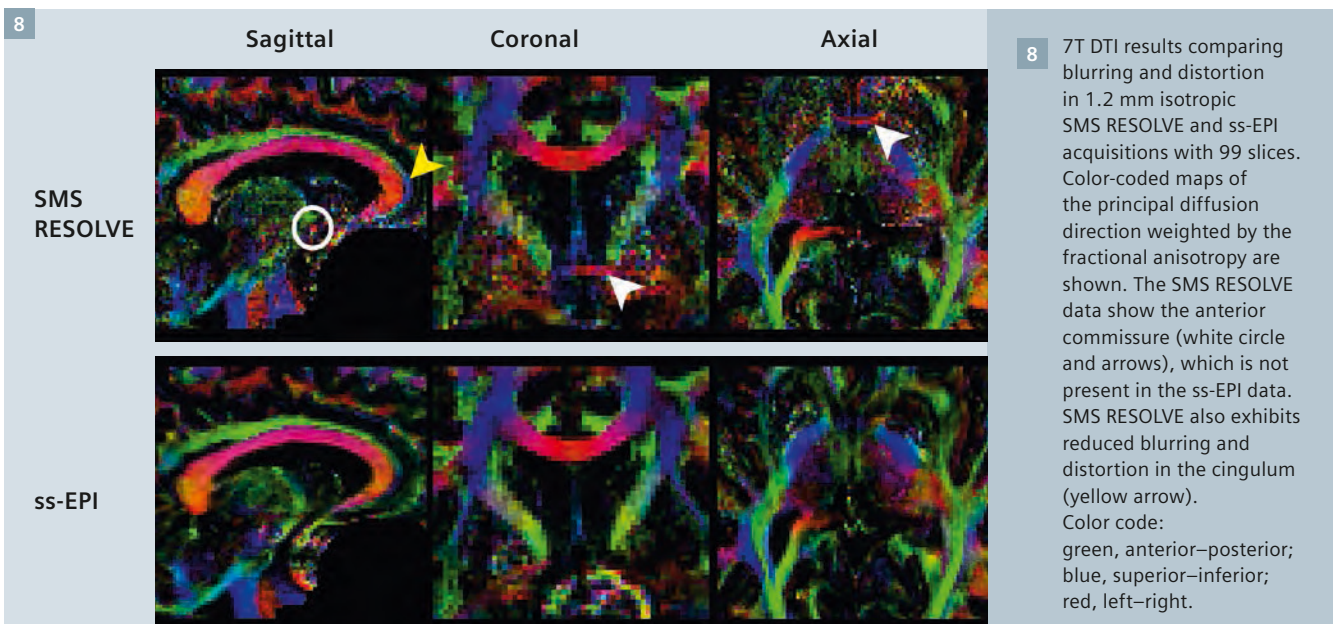 8
Sagittal Coronal Axial
SMS
RESOLVE
ss-EPI
8
7T DTI results comparing
blurring and distortion
in 1.2 mm isotropic
SMS RESOLVE and ss-EPI
acquisitions with 99 slices.
Color-coded maps of
the principal diffusion
direction weighted by the
fractional anisotropy are
shown. The SMS RESOLVE
data show the anterior
commissure (white circle
and arrows), which is not
present in the ss-EPI data.
SMS RESOLVE also exhibits
reduced blurring and
distortion in the cingulum
(yellow arrow).
Color code:
green, anterior–posterior;
blue, superior–inferior;
red, left–right.